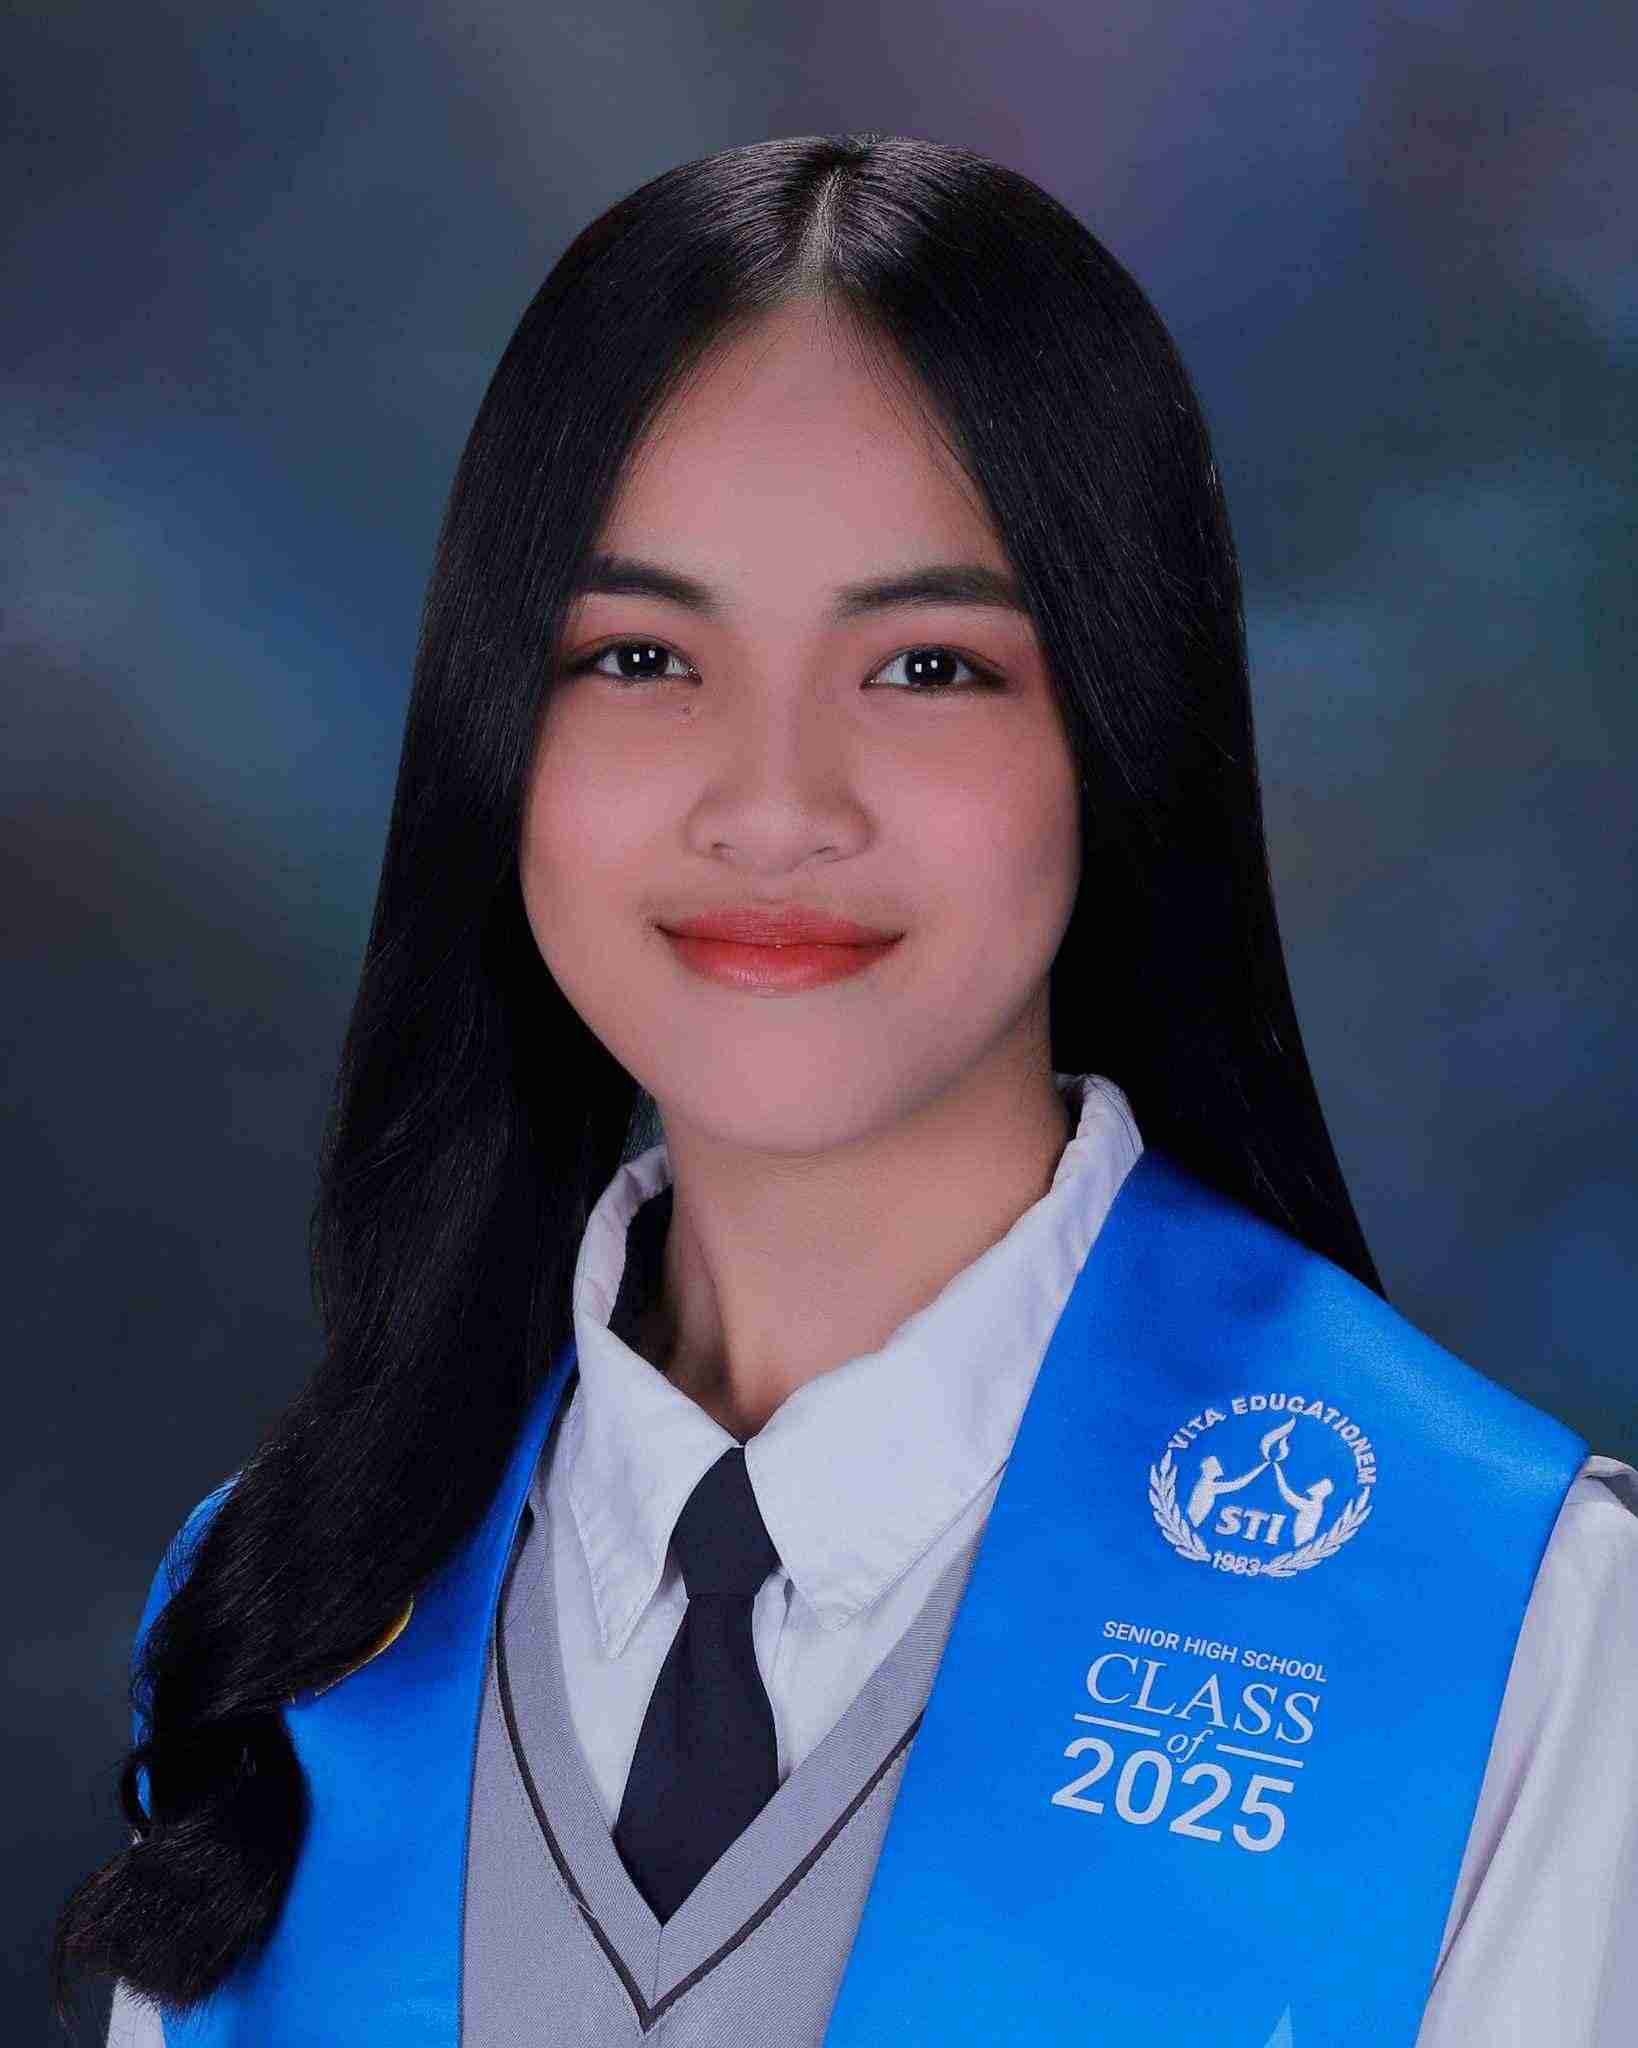 VITA EDUCATIONEM
STI
1983
SENIOR HIGH SCHOOL
CLASS
of
2025